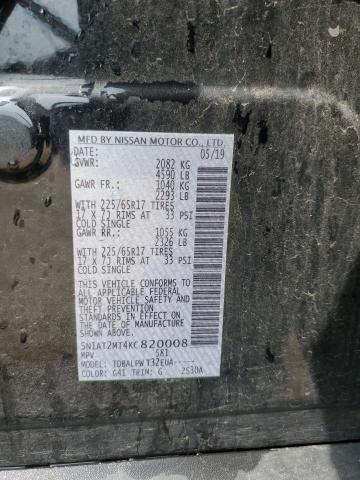 MFD BY NISSAN MOTOR CO., LTD.
DATE: 05/19
GVWR: 2082 KG
4590 LB
GAWR FR.: 1040 KG
2293 LB
WITH 225/65R17 TIRES
17 X 7J RIMS AT 33 PSI
COLD SINGLE
GAWR RR.: 1055 KG
2326 LB
WITH 225/65R17 TIRES
17 X 7J RIMS AT 33 PSI
COLD SINGLE
THIS VEHICLE CONFORMS TO
ALL APPLICABLE FEDERAL
MOTOR VEHICLE SAFETY
STANDARDS IN EFFECT ON
THE DATE OF MANUFACTURE
SHOWN ABOVE.
5N1AT2MT4KC820008
MPV 581
MODEL: TDBALPW T32EUA-----
COLOR: G41 TRIM: G